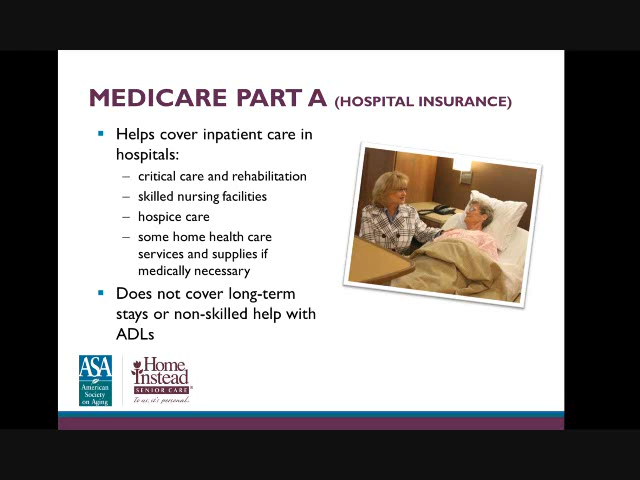 MEDICARE PART A (HOSPITAL INSURANCE)
Helps cover inpatient care in
hospitals:
– critical care and rehabilitation
– skilled nursing facilities
– hospice care
– some home health care
services and supplies if
medically necessary
Does not cover long-term
stays or non-skilled help with
ADLs
ASA
American
Society
on Aging
Home
Instead
SENIOR CARE
To us, it's personal.